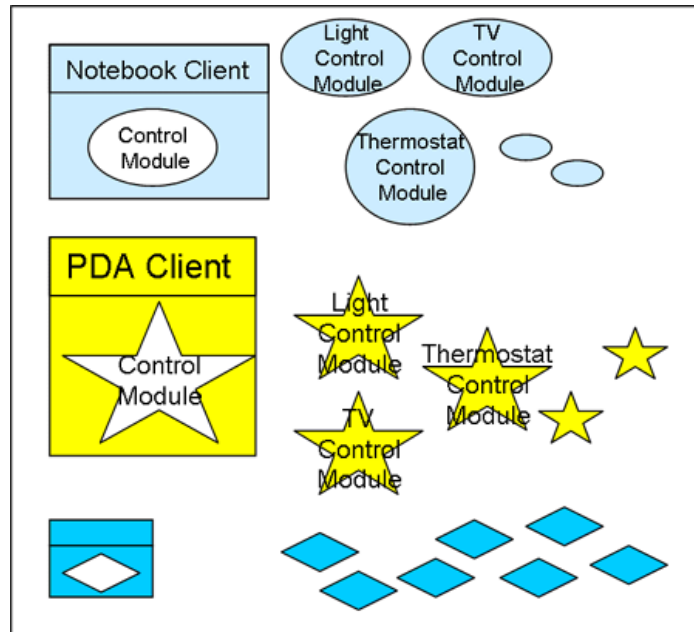 Notebook Client
Control
Module
Light
Control
Module
TV
Control
Module
Thermostat
Control
Module
PDA Client
Control
Module
Light
Control
Module
Thermostat
Control
Module
TV
Control
Module